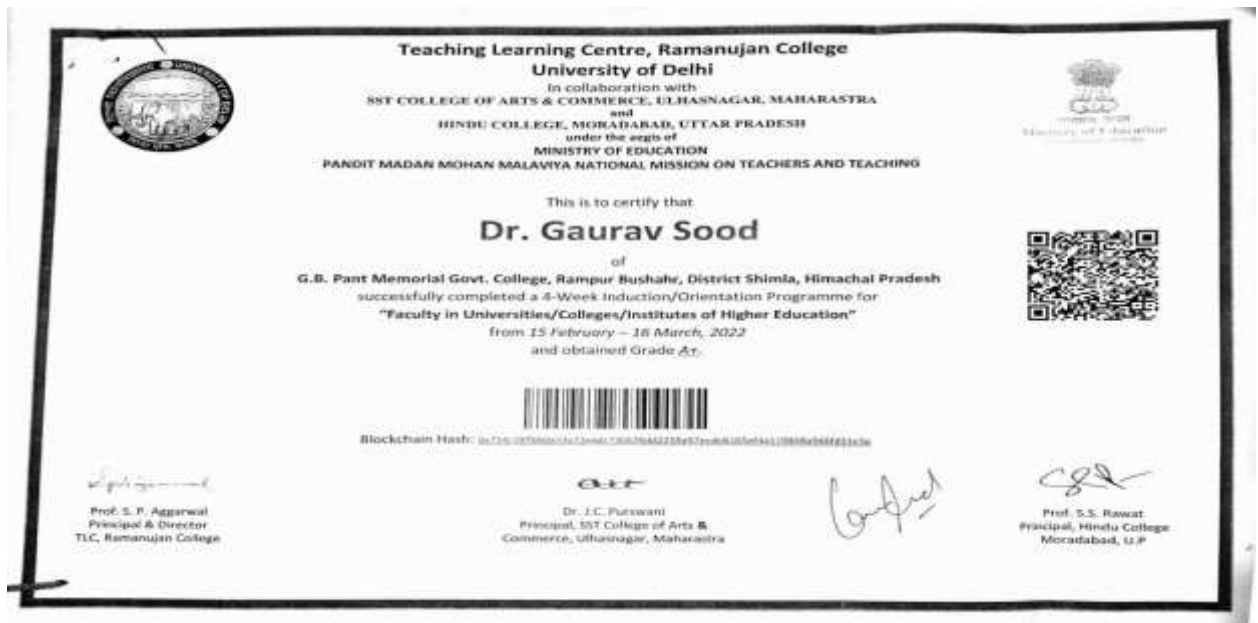 Teaching Learning Centre, Ramanujan College
University of Delhi
In collaboration with
SST COLLEGE OF ARTS & COMMERCE, ULHASNAGAR, MAHARASTRA
and
HINDU COLLEGE, MORADABAD, UTTAR PRADESH
under the aegis of
MINISTRY OF EDUCATION
PANDIT MADAN MOHAN MALAVIYA NATIONAL MISSION ON TEACHERS AND TEACHING
Ministry of Education
This is to certify that
Dr. Gaurav Sood
of
G.B. Pant Memorial Govt. College, Rampur Bushahr, District Shimla, Himachal Pradesh
successfully completed a 4-Week Induction/Orientation Programme for
"Faculty in Universities/Colleges/Institutes of Higher Education"
from 15 February – 16 March, 2022
and obtained Grade
Blockchain Hash:
Prof. S. P. Aggarwal
Principal & Director
TLC, Ramanujan College
Dr. J.C. Purswani
Principal, SST College of Arts &
Commerce, Ulhasnagar, Maharastra
Prof. S.S. Rawat
Principal, Hindu College
Moradabad, U.P